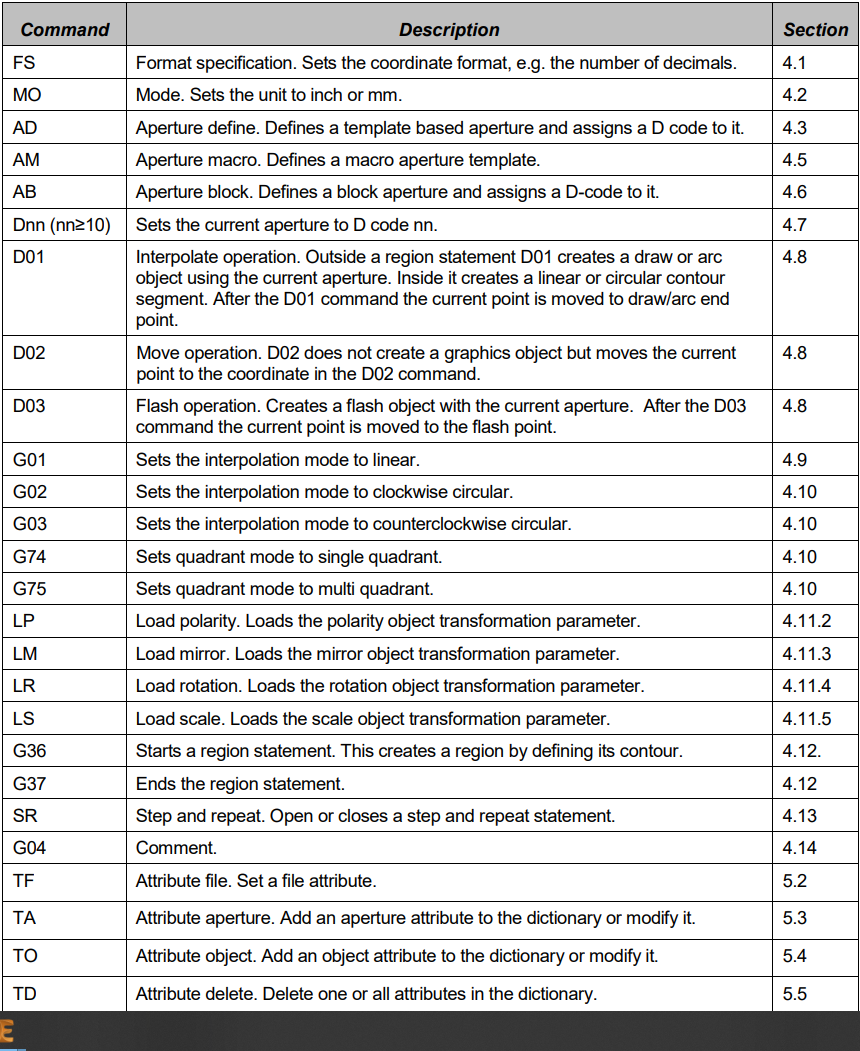 Command Description Section
FS Format specification. Sets the coordinate format, e.g. the number of decimals. 4.1
MO Mode. Sets the unit to inch or mm. 4.2
AD Aperture define. Defines a template based aperture and assigns a D code to it. 4.3
AM Aperture macro. Defines a macro aperture template. 4.5
AB Aperture block. Defines a block aperture and assigns a D-code to it. 4.6
Dnn (nn≥10) Sets the current aperture to D code nn. 4.7
D01 Interpolate operation. Outside a region statement D01 creates a draw or arc 4.8
object using the current aperture. Inside it creates a linear or circular contour
segment. After the D01 command the current point is moved to draw/arc end
point.
D02 Move operation. D02 does not create a graphics object but moves the current 4.8
point to the coordinate in the D02 command.
D03 Flash operation. Creates a flash object with the current aperture. After the D03 4.8
command the current point is moved to the flash point.
G01 Sets the interpolation mode to linear. 4.9
G02 Sets the interpolation mode to clockwise circular. 4.10
G03 Sets the interpolation mode to counterclockwise circular. 4.10
G74 Sets quadrant mode to single quadrant. 4.10
G75 Sets quadrant mode to multi quadrant. 4.10
LP Load polarity. Loads the polarity object transformation parameter. 4.11.2
LM Load mirror. Loads the mirror object transformation parameter. 4.11.3
LR Load rotation. Loads the rotation object transformation parameter. 4.11.4
LS Load scale. Loads the scale object transformation parameter. 4.11.5
G36 Starts a region statement. This creates a region by defining its contour. 4.12.
G37 Ends the region statement. 4.12
SR Step and repeat. Open or closes a step and repeat statement. 4.13
G04 Comment. 4.14
TF Attribute file. Set a file attribute. 5.2
TA Attribute aperture. Add an aperture attribute to the dictionary or modify it. 5.3
TO Attribute object. Add an object attribute to the dictionary or modify it. 5.4
TD Attribute delete. Delete one or all attributes in the dictionary. 5.5
E